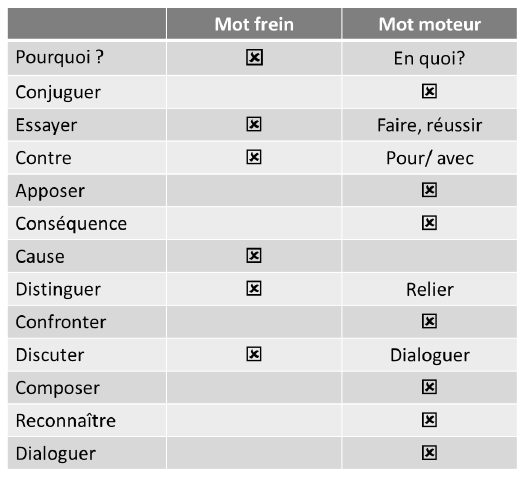 Mot frein Mot moteur
Pourquoi ? ☒ En quoi?
Conjuguer ☒
Essayer ☒ Faire, réussir
Contre ☒ Pour/ avec
Apposer ☒
Conséquence ☒
Cause ☒
Distinguer ☒ Relier
Confronter ☒
Discuter ☒ Dialoguer
Composer ☒
Reconnaître ☒
Dialoguer ☒